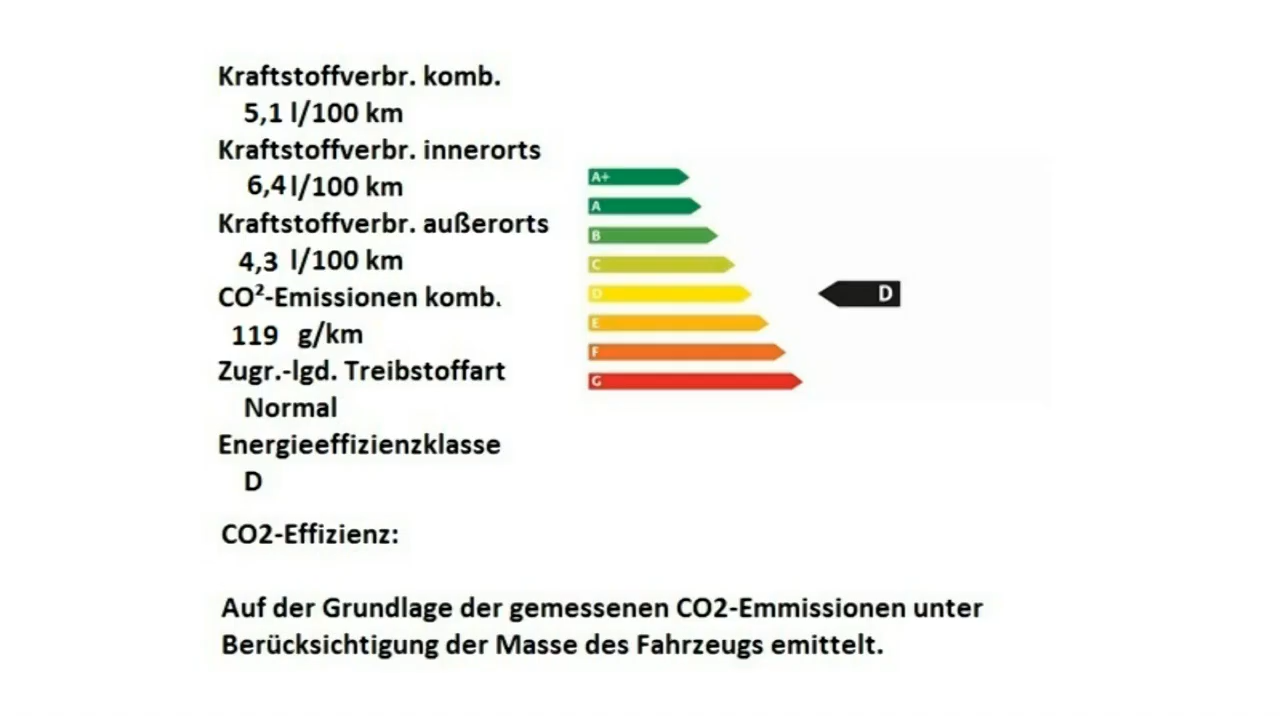 Kraftstoffverbr. komb.
5,1 l/100 km
Kraftstoffverbr. innerorts
6,4 l/100 km
Kraftstoffverbr. außerorts
4,3 l/100 km
CO²-Emissionen komb.
119 g/km
Zugr.-lgd. Treibstoffart
Normal
Energieeffizienzklasse
D
A+
A
B
C
D
E
F
G
D
CO2-Effizienz:
Auf der Grundlage der gemessenen CO2-Emmissionen unter
Berücksichtigung der Masse des Fahrzeugs emittelt.